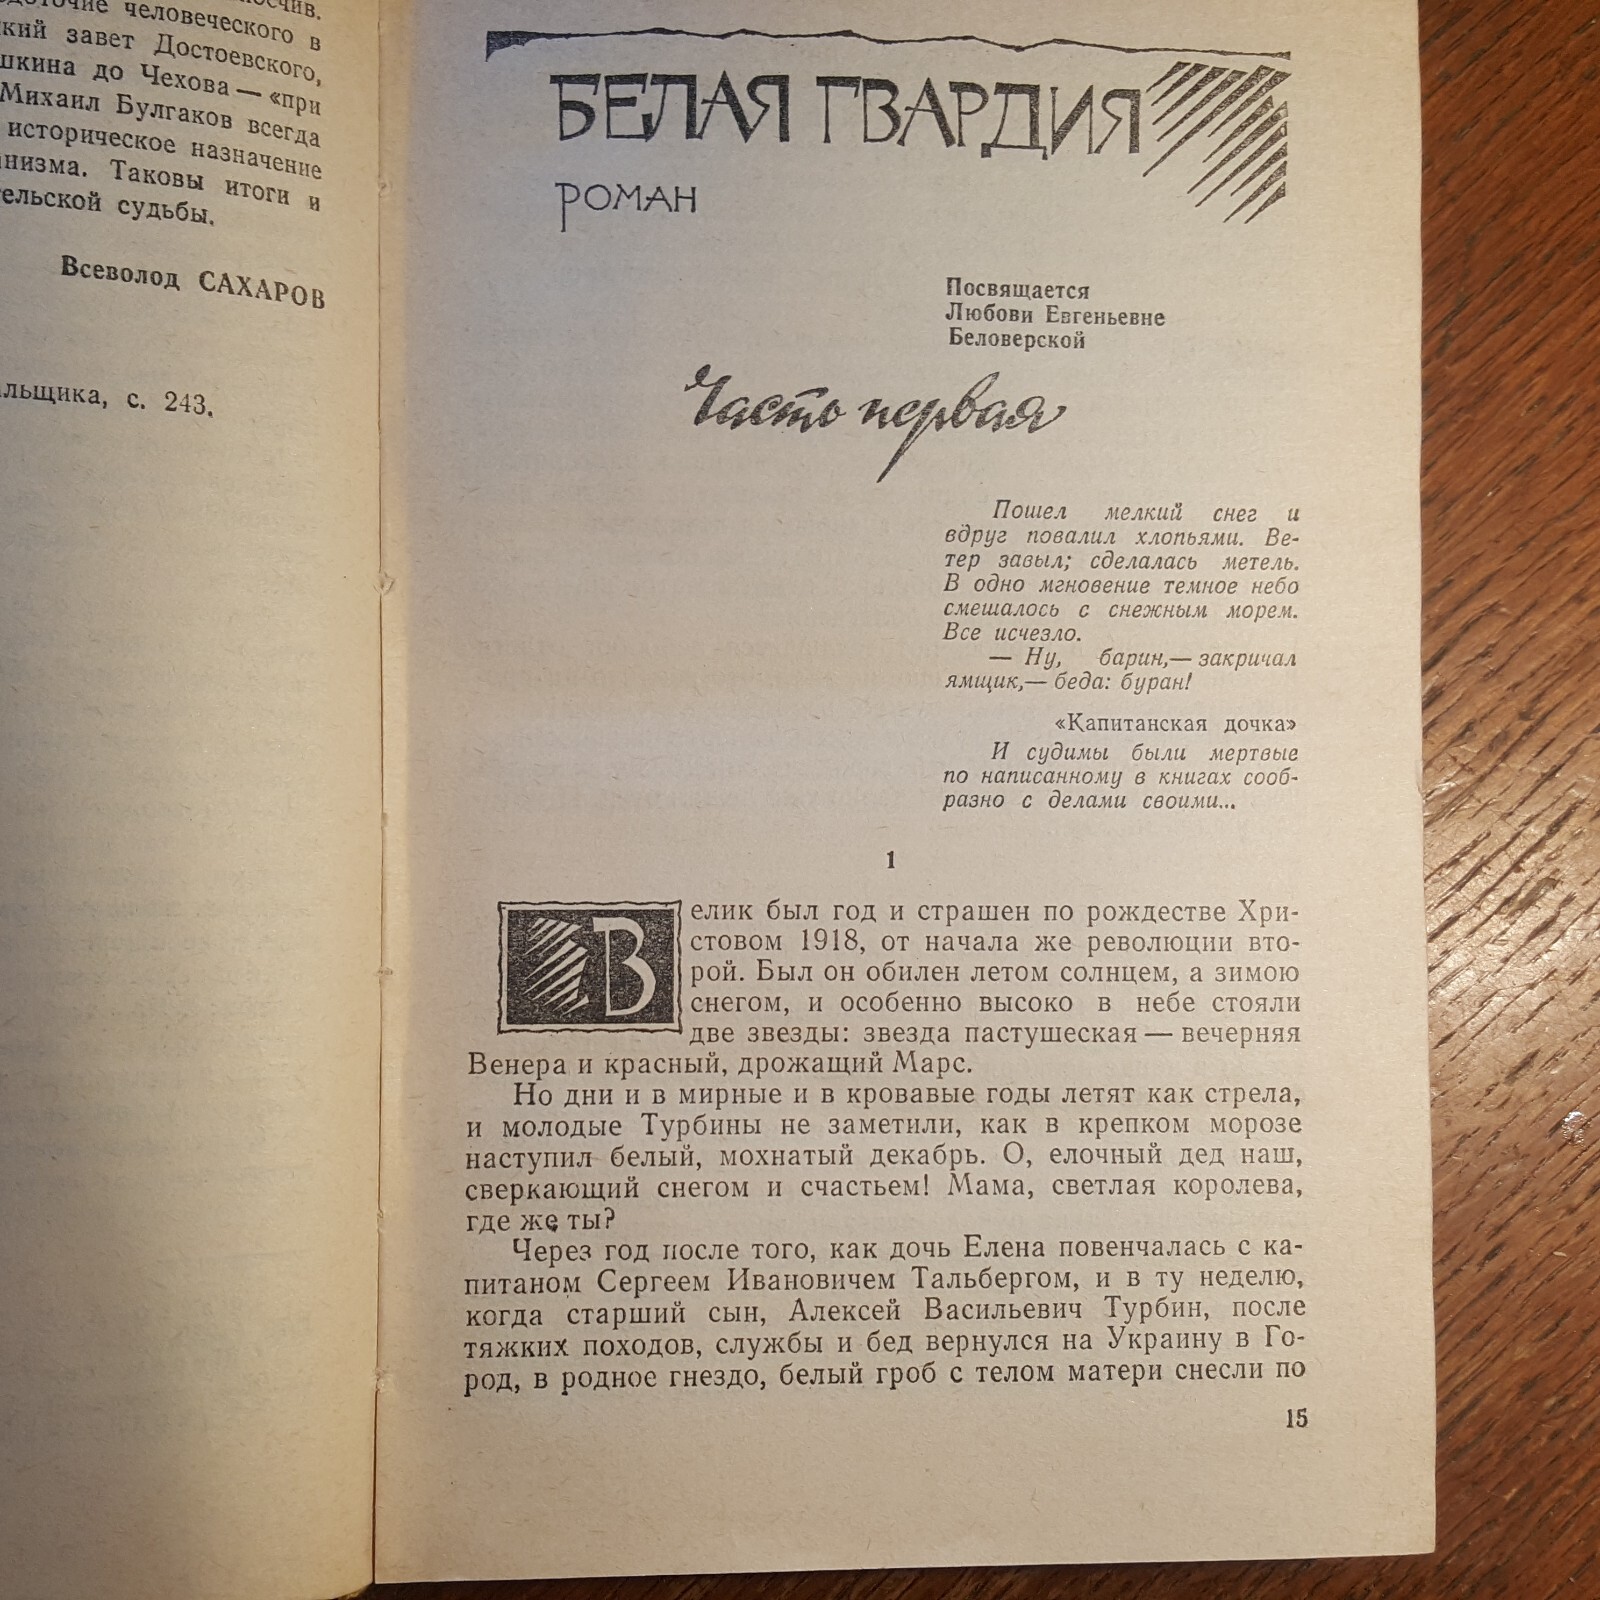 человеческого в
завет Достоевского,
до Чехова — «при
Михаил Булгаков всегда
историческое назначение
Таковы итоги и
судьбы.
Всеволод САХАРОВ
с. 243.
БЕЛАЯ ГВАРДИЯ
РОМАН
Посвящается
Любови Евгеньевне
Беловерской
Часть первая
Пошел мелкий снег и
вдруг повалил хлопьями. Ве-
тер завыл; сделалась метель.
В одно мгновение темное небо
смешалось с снежным морем.
Все исчезло.
— Ну, барин,— закричал
ямщик,— беда: буран!
«Капитанская дочка»
И судимы были мертвые
по написанному в книгах сооб-
разно с делами своими...
1
Велик был год и страшен по рождестве Хри-
стовом 1918, от начала же революции вто-
рой. Был он обилен летом солнцем, а зимою
снегом, и особенно высоко в небе стояли
две звезды: звезда пастушеская — вечерняя
Венера и красный, дрожащий Марс.
Но дни и в мирные и в кровавые годы летят как стрела,
и молодые Турбины не заметили, как в крепком морозе
наступил белый, мохнатый декабрь. О, елочный дед наш,
сверкающий снегом и счастьем! Мама, светлая королева,
где же ты?
Через год после того, как дочь Елена повенчалась с ка-
питаном Сергеем Ивановичем Тальбергом, и в ту неделю,
когда старший сын, Алексей Васильевич Турбин, после
тяжких походов, службы и бед вернулся на Украину в Го-
род, в родное гнездо, белый гроб с телом матери снесли по
15